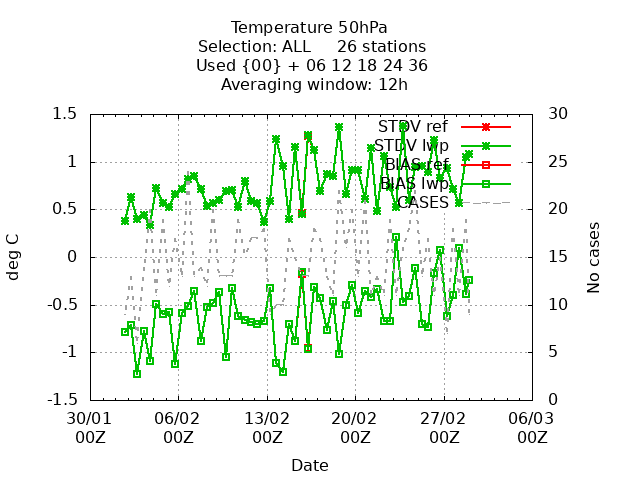 Temperature 50hPa
Selection: ALL 26 stations
Used {00} + 06 12 18 24 36
Averaging window: 12h
STDV ref
STDV lwp
BIAS ref
BIAS lwp
CASES
1.5
1
0.5
0
-0.5
-1
-1.5
30
25
20
15
10
5
0
deg C
No cases
30/01 06/02 13/02 20/02 27/02 06/03
00Z 00Z 00Z 00Z 00Z 00Z
Date